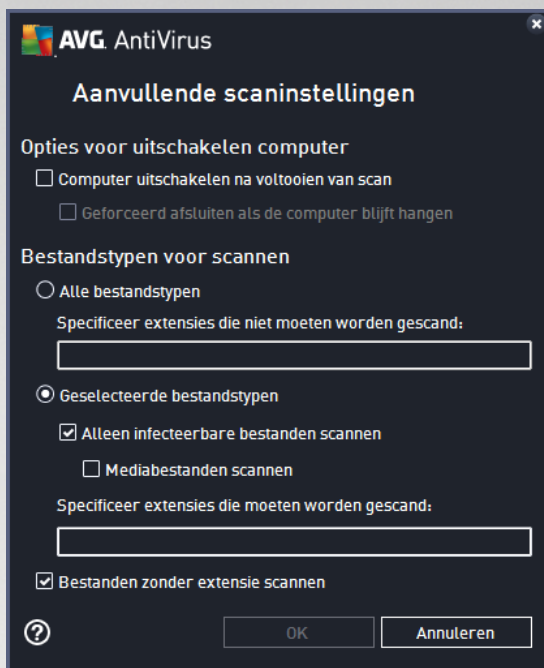 AVG. AntiVirus
Aanvullende scaninstellingen
Opties voor uitschakelen computer
Computer uitschakelen na voltooien van scan
Geforceerd afsluiten als de computer blijft hangen
Bestandstypen voor scannen
Alle bestandstypen
Specificeer extensies die niet moeten worden gescand:
Geselecteerde bestandstypen
Alleen infecteerbare bestanden scannen
Mediabestanden scannen
Specificeer extensies die moeten worden gescand:
Bestanden zonder extensie scannen
?
OK
Annuleren